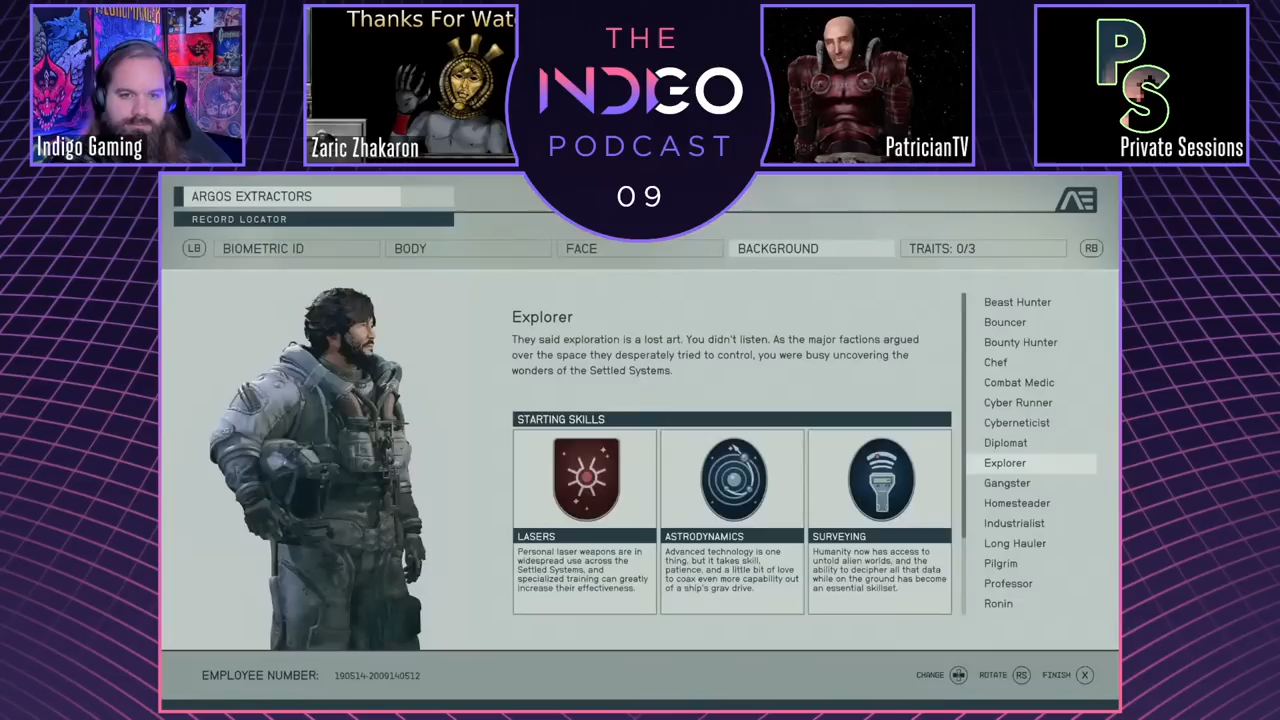 Thanks For Wat
THE
INDIGO
PODCAST
09
Indigo Gaming
Zaric Zhakaron
PatricianTV
PS
Private Sessions
ARGOS EXTRACTORS
RECORD LOCATOR
AE
LB
BIOMETRIC ID
BODY
FACE
BACKGROUND
TRAITS: 0/3
RB
Explorer
They said exploration is a lost art. You didn't listen. As the major factions argued
over the space they desperately tried to control, you were busy uncovering the
wonders of the Settled Systems.
STARTING SKILLS
LASERS
Personal laser weapons are in
widespread use across the
Settled Systems, and
specialized training can greatly
increase their effectiveness.
ASTRODYNAMICS
Advanced technology is one
thing, but it takes skill,
patience, and a little bit of love
to coax even more capability out
of a ship's grav drive.
SURVEYING
Humanity now has access to
untold alien worlds, and the
ability to decipher all that data
while on the ground has become
an essential skillset.
Beast Hunter
Bouncer
Bounty Hunter
Chef
Combat Medic
Cyber Runner
Cyberneticist
Diplomat
Explorer
Gangster
Homesteader
Industrialist
Long Hauler
Pilgrim
Professor
Ronin
EMPLOYEE NUMBER: 190514-2009140512
CHANGE
ROTATE RS
FINISH X